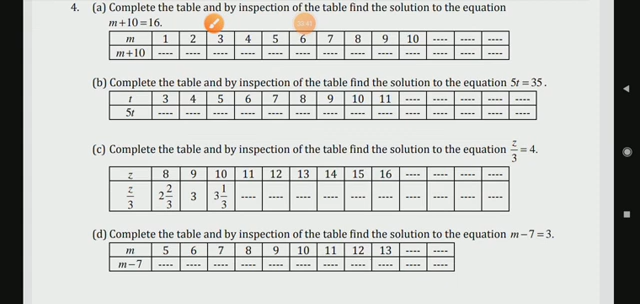 4. (a) Complete the table and by inspection of the table find the solution to the equation
m+10=16.
m 1 2 3 4 5 6 7 8 9 10 ---- ---- ----
m+10 ---- ---- ---- ---- ---- ---- ---- ---- ---- ---- ---- ---- ----
(b) Complete the table and by inspection of the table find the solution to the equation 5t=35.
t 3 4 5 6 7 8 9 10 11 ---- ---- ---- ----
5t ---- ---- ---- ---- ---- ---- ---- ---- ---- ---- ---- ---- ----
(c) Complete the table and by inspection of the table find the solution to the equation z/3=4.
z 8 9 10 11 12 13 14 15 16 ---- ---- ---- ----
z/3 2 2/3 3 3 1/3 ---- ---- ---- ---- ---- ---- ---- ---- ---- ----
(d) Complete the table and by inspection of the table find the solution to the equation m−7=3.
m 5 6 7 8 9 10 11 12 13 ---- ----
m−7 ---- ---- ---- ---- ---- ---- ---- ---- ---- ---- ----